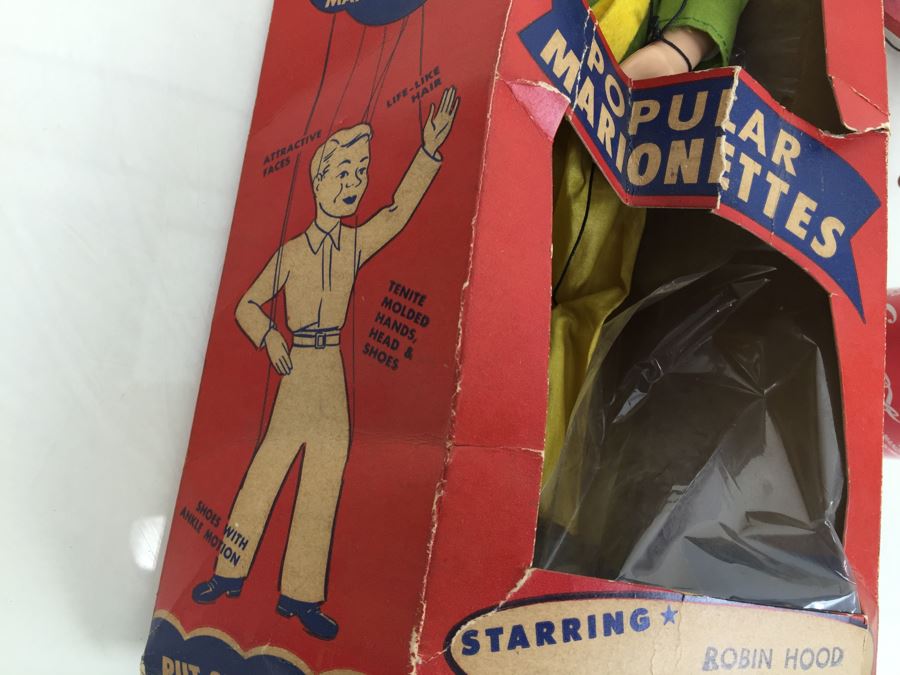 LIFE-LIKE
HAIR
ATTRACTIVE
FACES
TENITE
MOLDED
HANDS,
HEAD &
SHOES
SHOES WITH
ANKLE MOTION
POPULAR
MARIONETTES
STARRING★
ROBIN HOOD